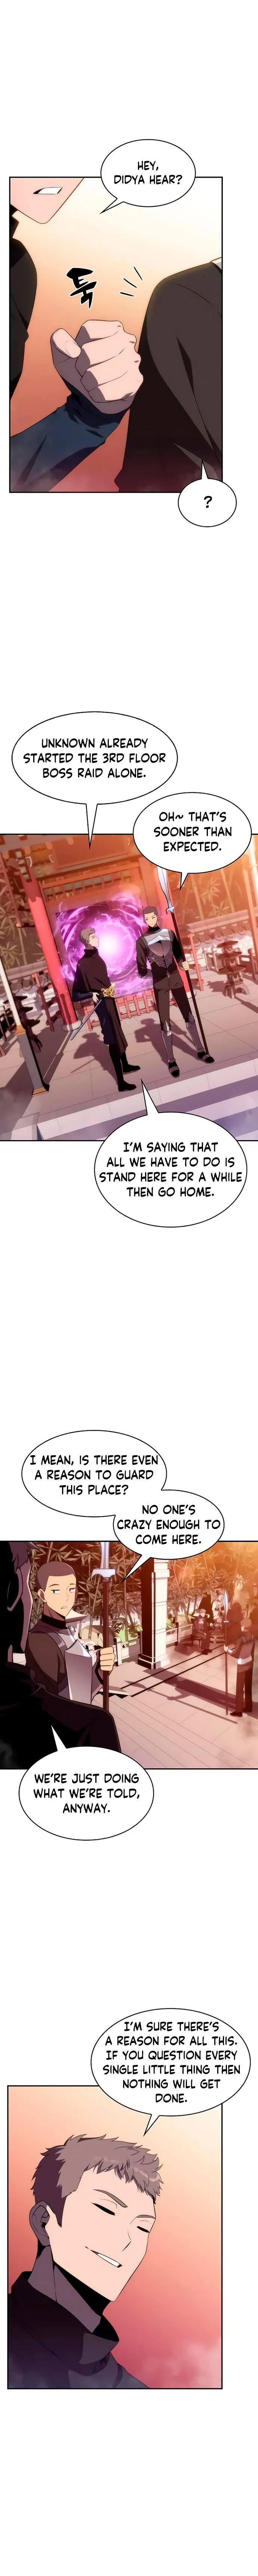 HEY,
DIDYA HEAR?
툭
?
UNKNOWN ALREADY
STARTED THE 3RD FLOOR
BOSS RAID ALONE.
OH~ THAT'S
SOONER THAN
EXPECTED.
I'M SAYING THAT
ALL WE HAVE TO DO IS
STAND HERE FOR A WHILE
THEN GO HOME.
I MEAN, IS THERE EVEN
A REASON TO GUARD
THIS PLACE?
NO ONE'S
CRAZY ENOUGH TO
COME HERE.
WE'RE JUST DOING
WHAT WE'RE TOLD,
ANYWAY.
I'M SURE THERE'S
A REASON FOR ALL THIS.
IF YOU QUESTION EVERY
SINGLE LITTLE THING THEN
NOTHING WILL GET
DONE.